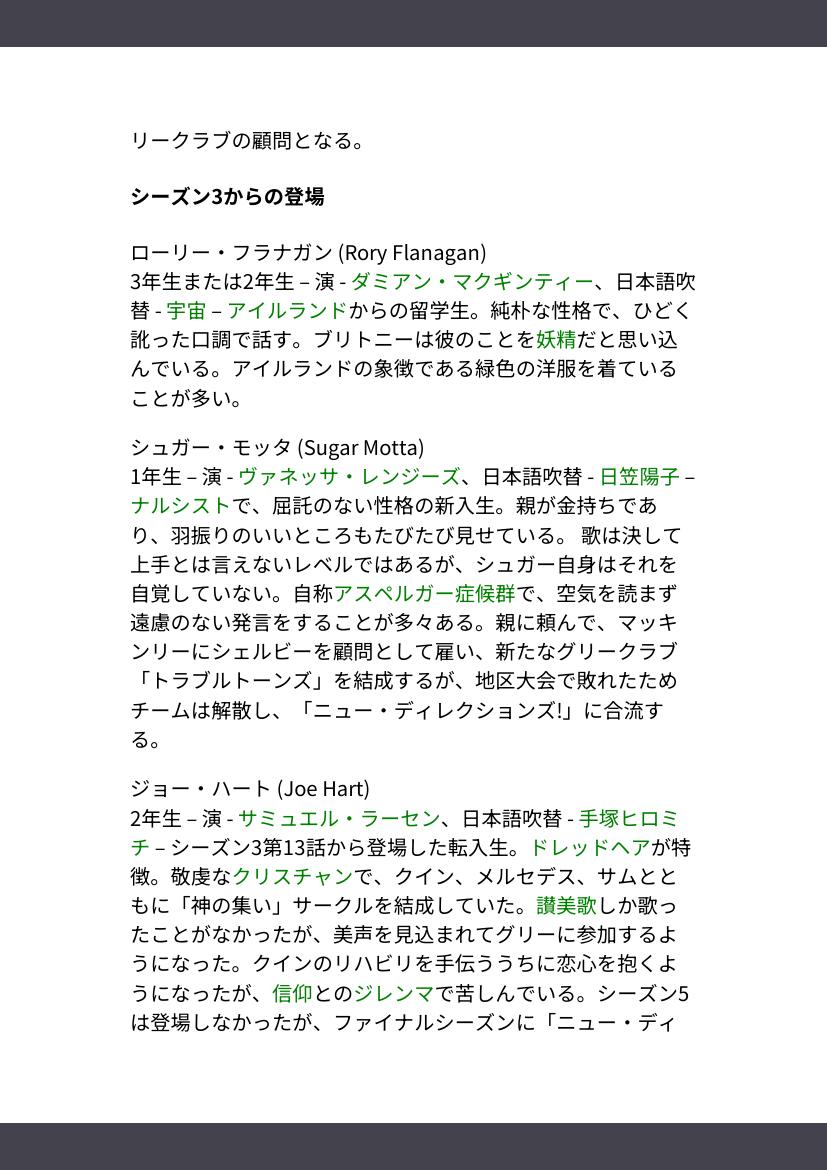 リークラブの顧問となる。
シーズン3からの登場
ローリー・フラナガン (Rory Flanagan)
3年生または2年生 – 演 - ダミアン・マクギンティー、日本語吹
替 - 宇宙 – アイルランドからの留学生。純朴な性格で、ひどく
訛った口調で話す。ブリトニーは彼のことを妖精だと思い込
んでいる。アイルランドの象徴である緑色の洋服を着ている
ことが多い。
シュガー・モッタ (Sugar Motta)
1年生 – 演 - ヴァネッサ・レンジーズ、日本語吹替 - 日笠陽子 –
ナルシストで、屈託のない性格の新入生。親が金持ちであ
り、羽振りのいいところもたびたび見せている。 歌は決して
上手とは言えないレベルではあるが、シュガー自身はそれを
自覚していない。自称アスペルガー症候群で、空気を読まず
遠慮のない発言をすることが多々ある。親に頼んで、マッキ
ンリーにシェルビーを顧問として雇い、新たなグリークラブ
「トラブルトーンズ」を結成するが、地区大会で敗れたため
チームは解散し、「ニュー・ディレクションズ!」に合流す
る。
ジョー・ハート (Joe Hart)
2年生 – 演 - サミュエル・ラーセン、日本語吹替 - 手塚ヒロミ
チ – シーズン3第13話から登場した転入生。ドレッドヘアが特
徴。敬虔なクリスチャンで、クイン、メルセデス、サムとと
もに「神の集い」サークルを結成していた。讃美歌しか歌っ
たことがなかったが、美声を見込まれてグリーに参加するよ
うになった。クインのリハビリを手伝ううちに恋心を抱くよ
うになったが、信仰とのジレンマで苦しんでいる。シーズン5
は登場しなかったが、ファイナルシーズンに「ニュー・ディ